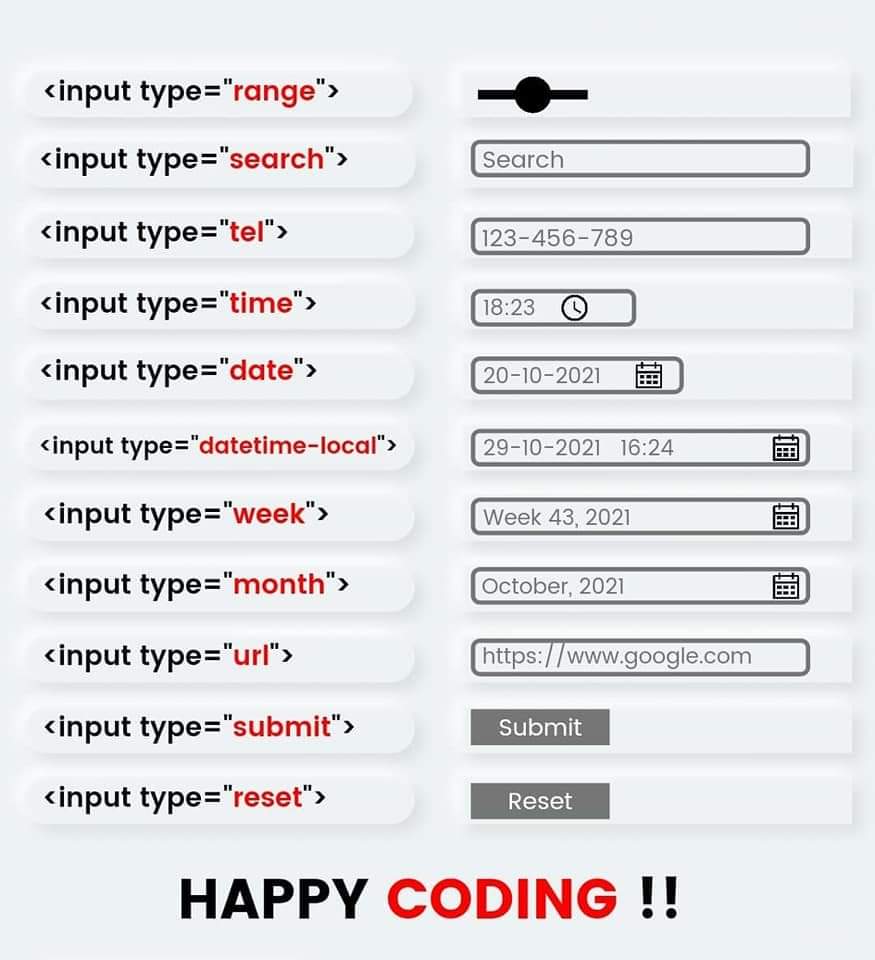 <input type="range">
<input type="search"> Search
<input type="tel"> 123-456-789
<input type="time"> 18:23
<input type="date"> 20-10-2021
<input type="datetime-local"> 29-10-2021 16:24
<input type="week"> Week 43, 2021
<input type="month"> October, 2021
<input type="url"> https://www.google.com
<input type="submit"> Submit
<input type="reset"> Reset
HAPPY CODING !!